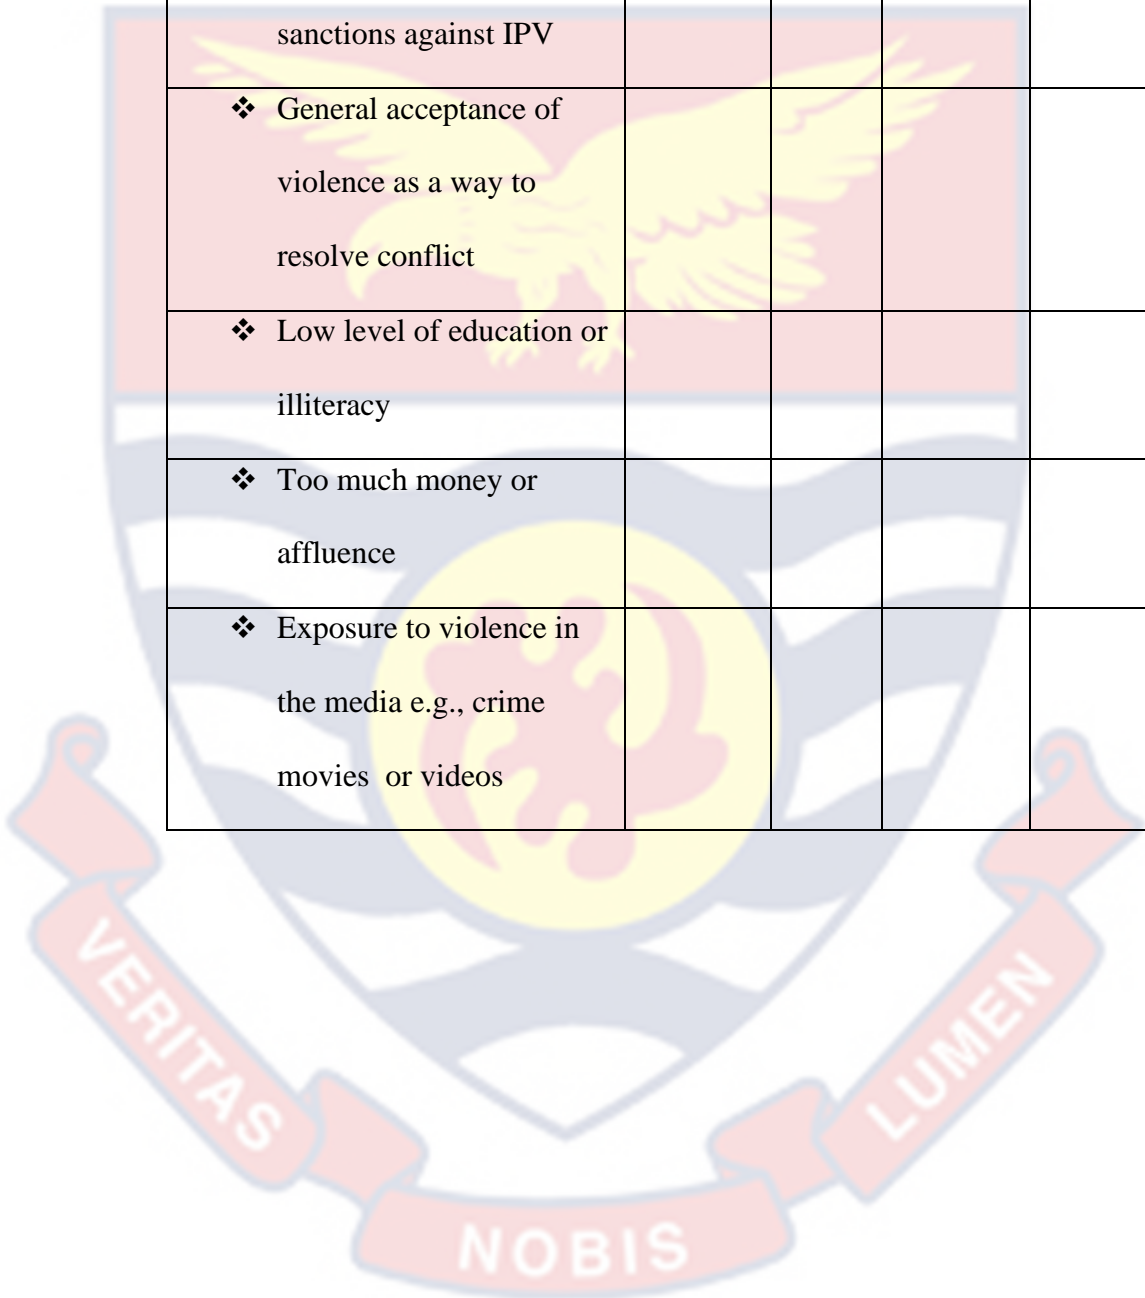 sanctions against IPV
❖ General acceptance of
violence as a way to
resolve conflict
❖ Low level of education or
illiteracy
❖ Too much money or
affluence
❖ Exposure to violence in
the media e.g., crime
movies or videos
VERITAS
NOBIS
LUMEN